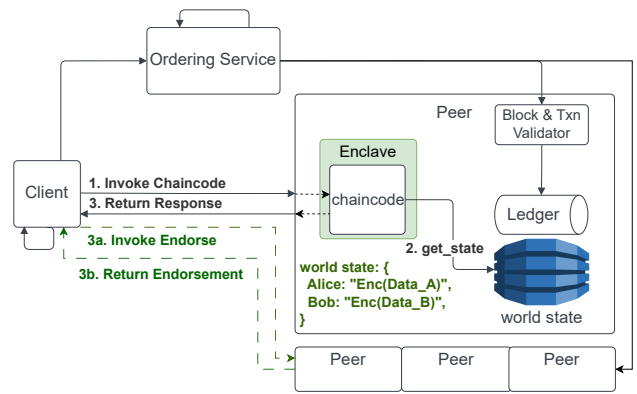 Ordering Service
Peer
Block & Txn
Validator
Enclave
Client
1. Invoke Chaincode
chaincode
3. Return Response
Ledger
3a. Invoke Endorse
2. get_state
3b. Return Endorsement
world state: {
Alice: "Enc(Data_A)",
Bob: "Enc(Data_B)",
}
world state
Peer
Peer
Peer